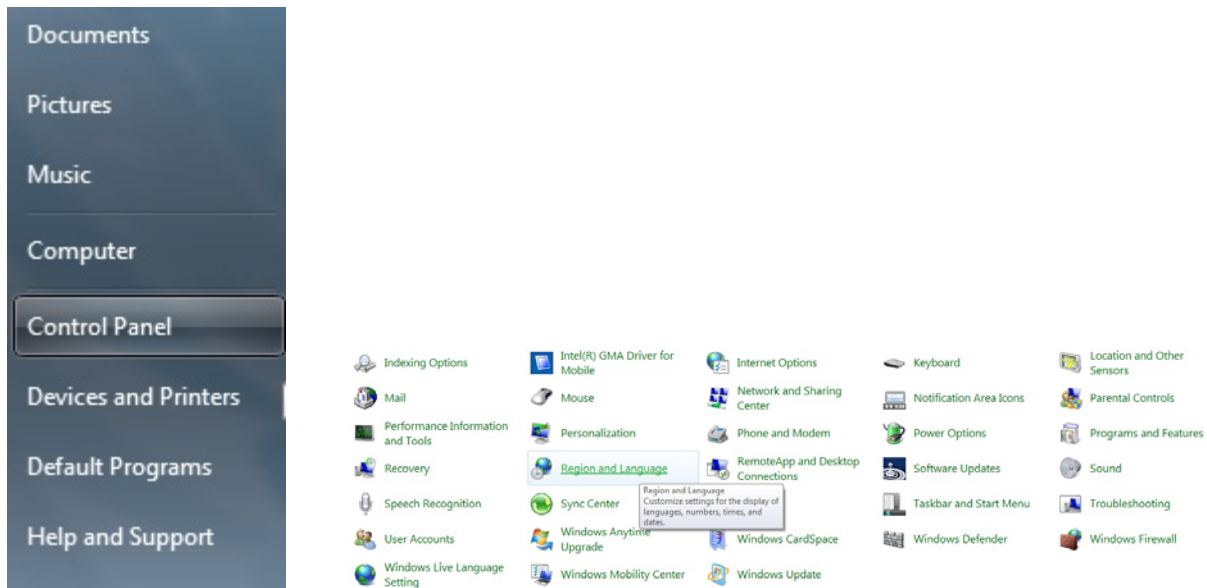 Documents
Pictures
Music
Computer
Control Panel
Devices and Printers
Default Programs
Help and Support
Indexing Options
Intel(R) GMA Driver for
Mobile
Internet Options
Keyboard
Location and Other
Sensors
Mail
Mouse
Network and Sharing
Center
Notification Area Icons
Parental Controls
Performance Information
and Tools
Personalization
Phone and Modem
Power Options
Programs and Features
Recovery
Region and Language
RemoteApp and Desktop
Connections
Software Updates
Sound
Region and Language
Customize settings for the display of
languages, numbers, times, and
dates.
Speech Recognition
Sync Center
Taskbar and Start Menu
Troubleshooting
User Accounts
Windows Anytime
Upgrade
Windows CardSpace
Windows Defender
Windows Firewall
Windows Live Language
Setting
Windows Mobility Center
Windows Update